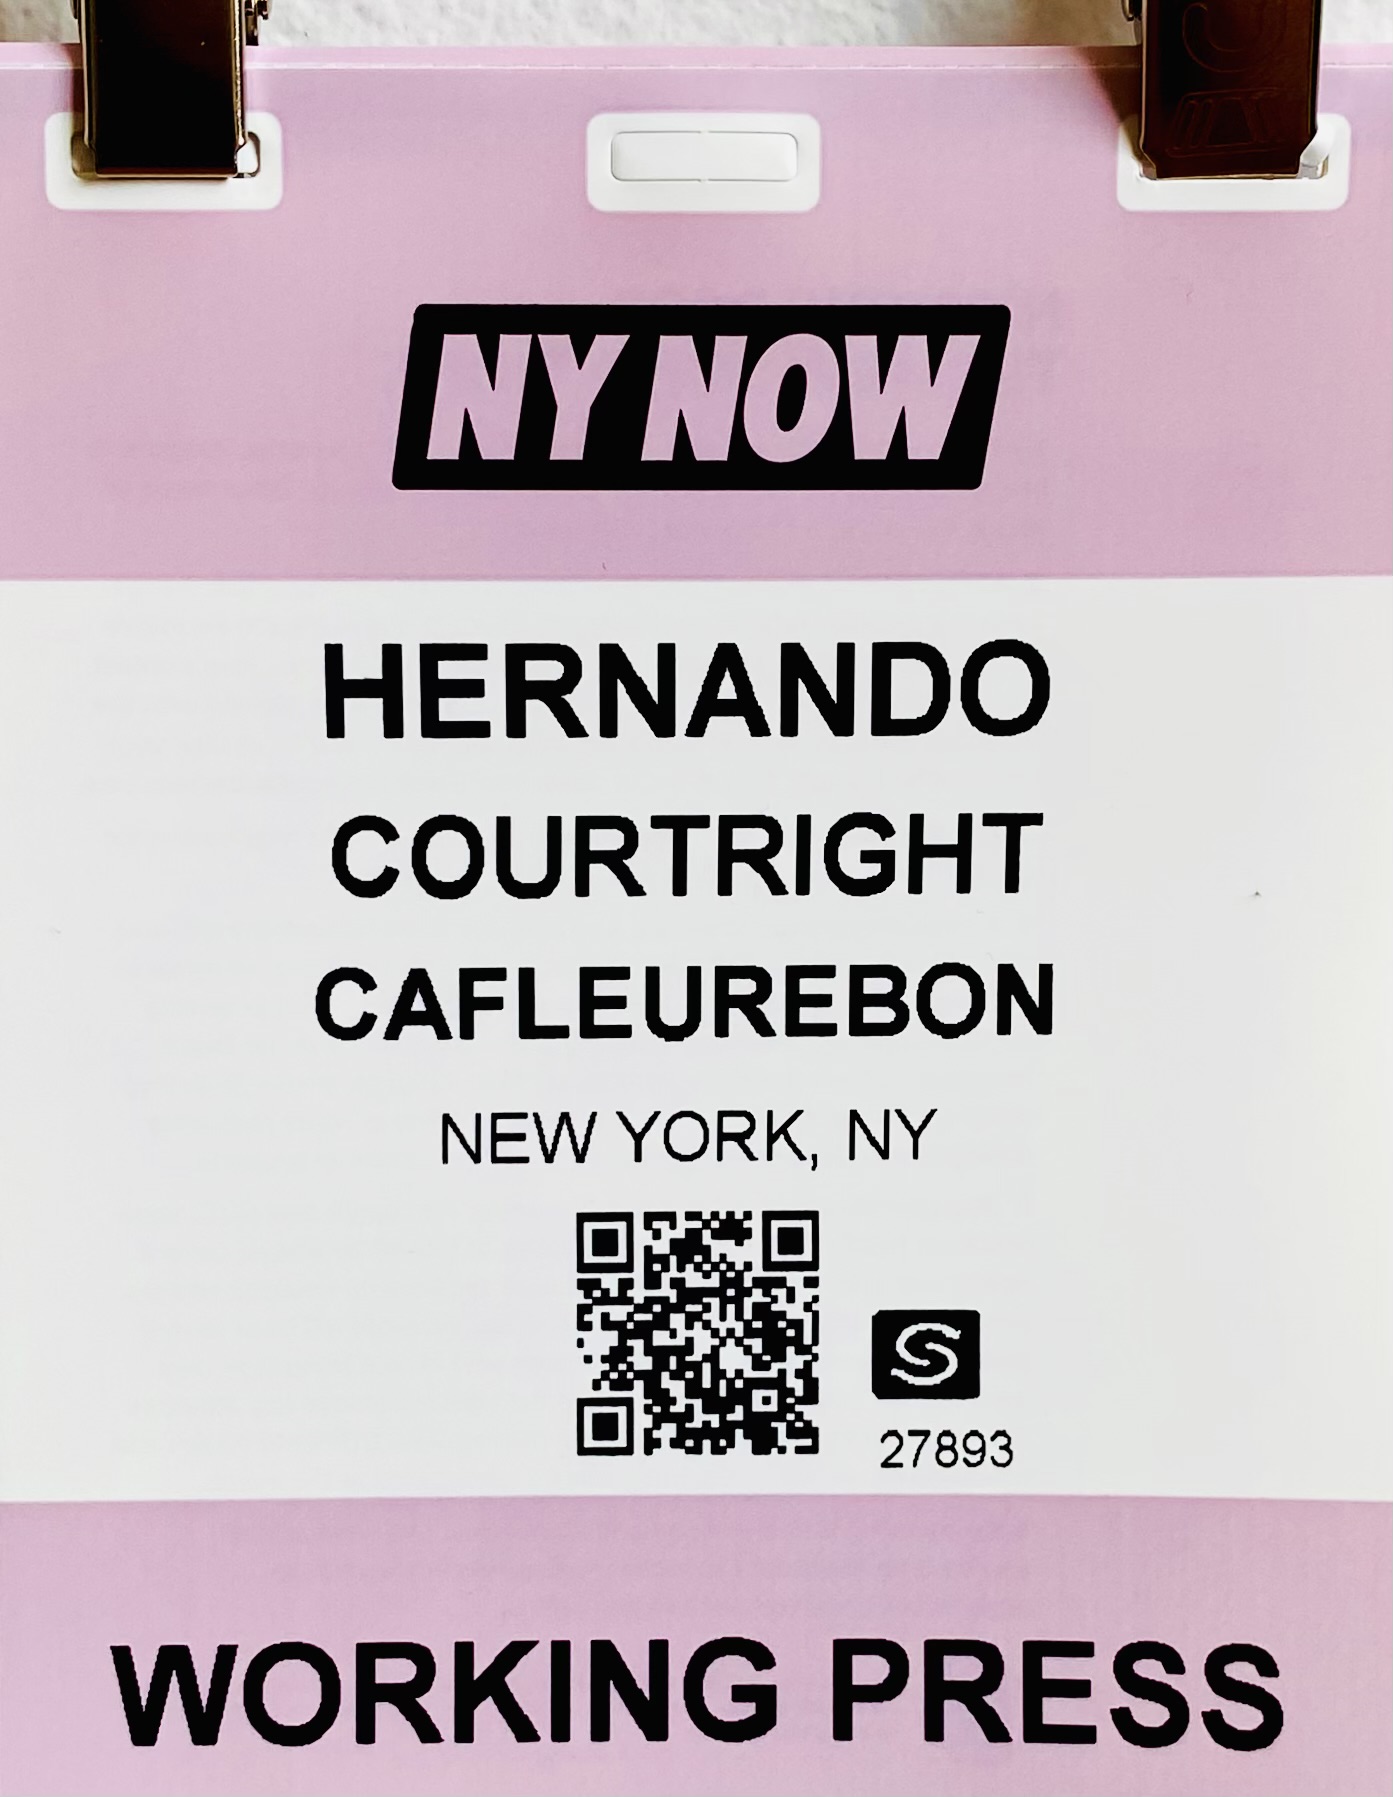 NY NOW
HERNANDO
COURTRIGHT
CAFLEUREBON
NEW YORK, NY
S
27893
WORKING PRESS